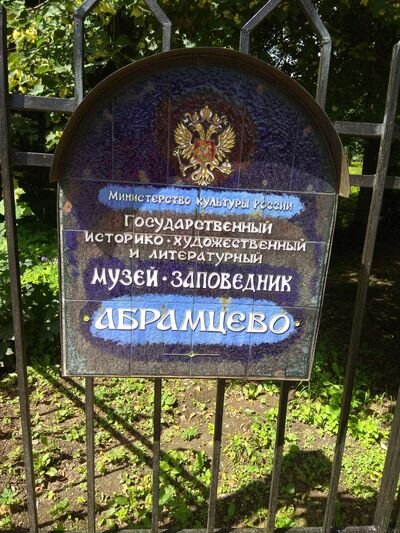 Министерство культуры России
Государственный
историко·художественный
и литературный
музей·заповедник
Абрамцево